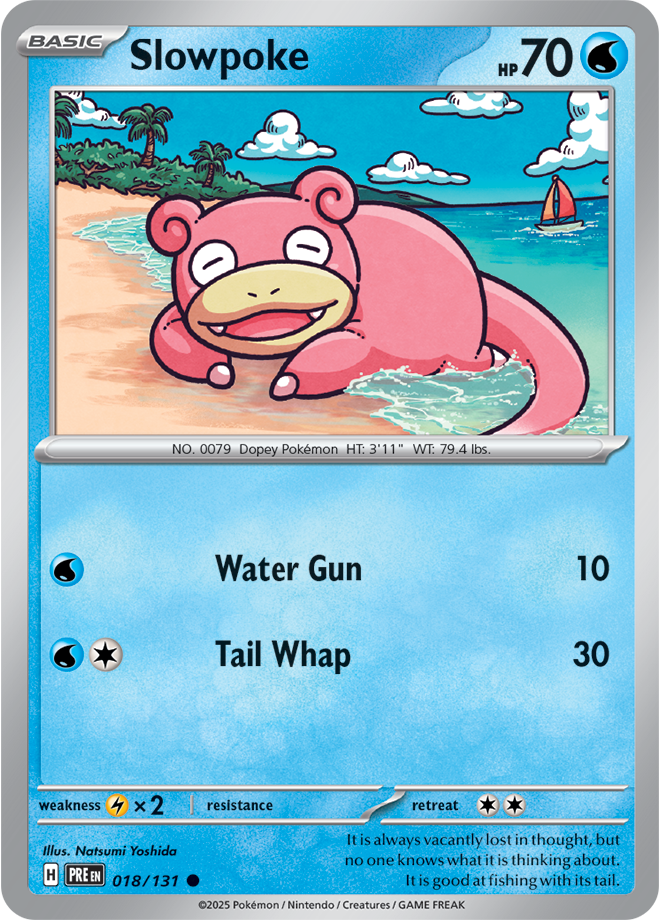 BASIC
Slowpoke
HP 70
NO. 0079 Dopey Pokémon HT: 3'11" WT: 79.4 lbs.
Water Gun 10
Tail Whap 30
weakness ×2 resistance retreat
Illus. Natsumi Yoshida
It is always vacantly lost in thought, but
no one knows what it is thinking about.
It is good at fishing with its tail.
H PRE EN 018/131
©2025 Pokémon / Nintendo / Creatures / GAME FREAK